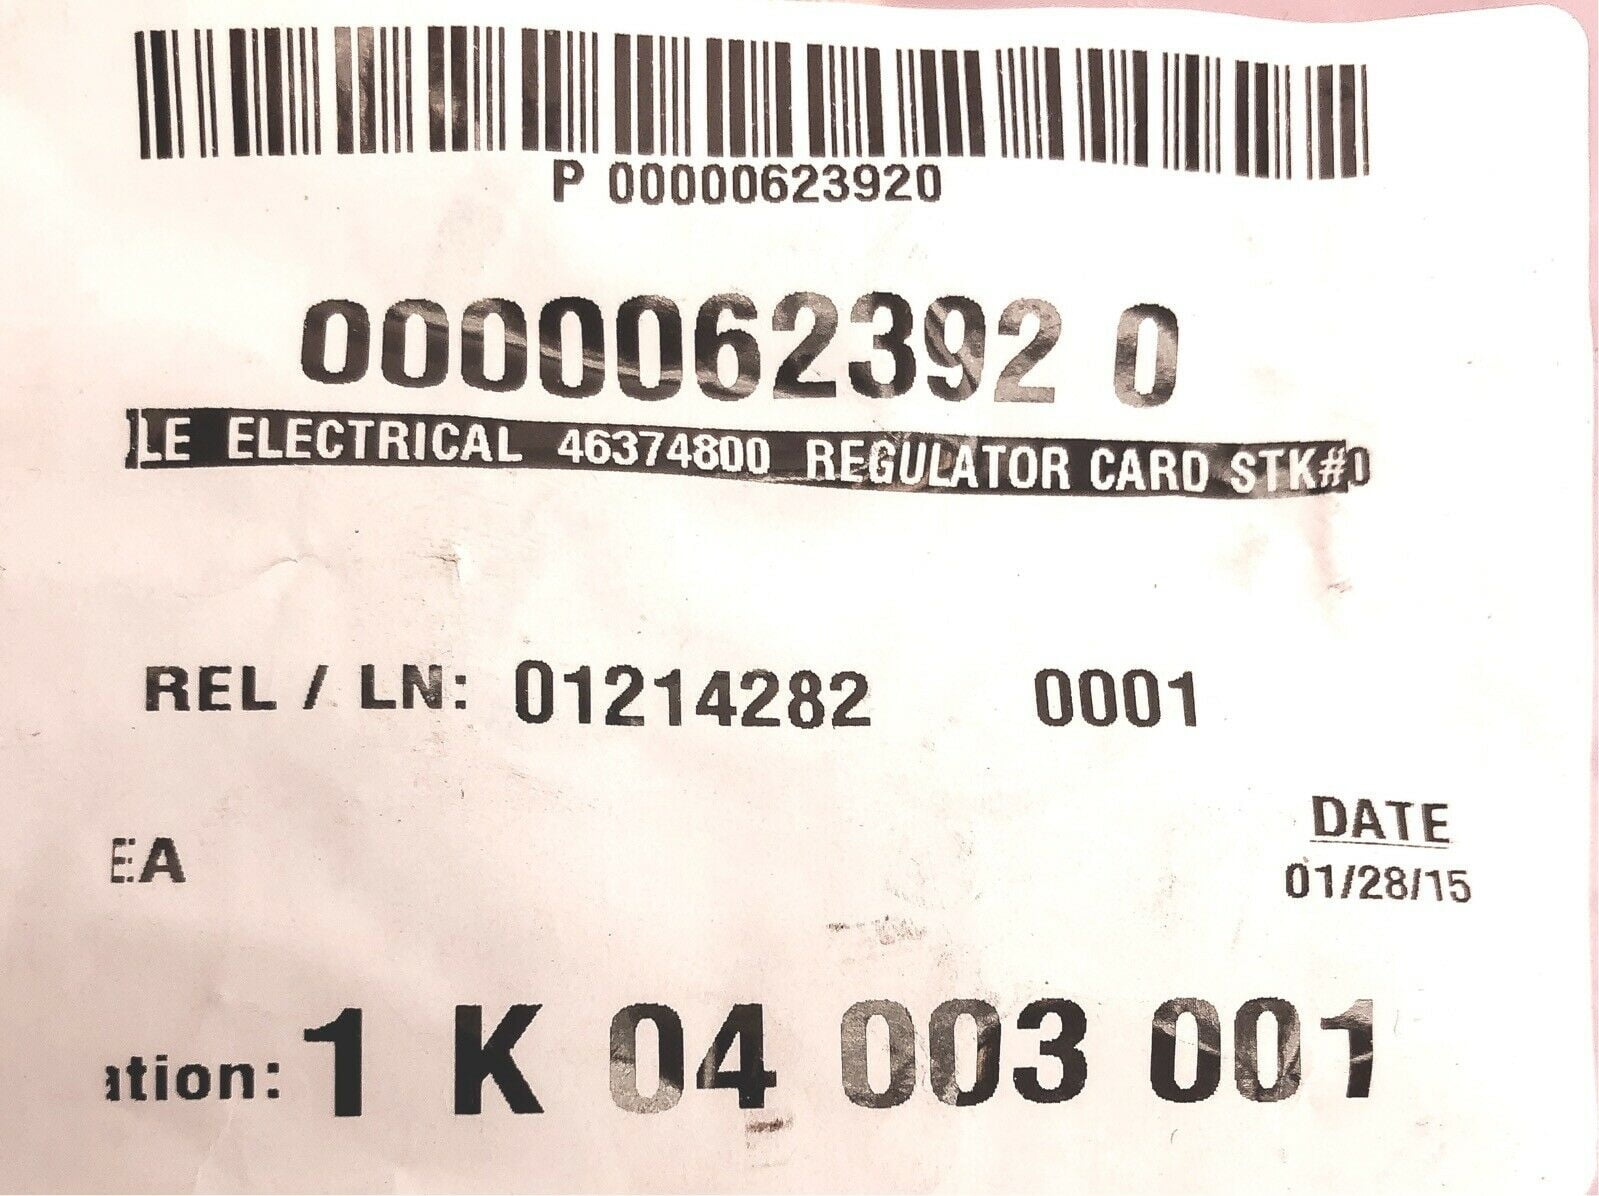 P 00000623920
0000062392 0
LE ELECTRICAL 46374800 REGULATOR CARD STK#0
REL / LN: 01214282 0001
DATE
EA
01/28/15
ation: 1 K 04 003 001